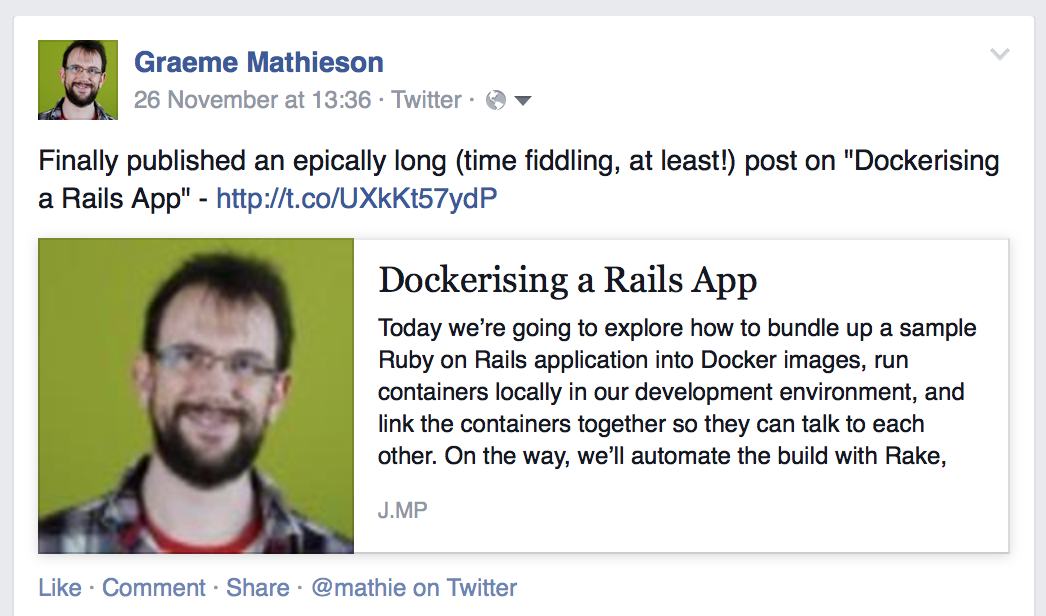 Graeme Mathieson
26 November at 13:36 · Twitter ·
Finally published an epically long (time fiddling, at least!) post on "Dockerising
a Rails App" - http://t.co/UXkKt57ydP
Dockerising a Rails App
Today we’re going to explore how to bundle up a sample
Ruby on Rails application into Docker images, run
containers locally in our development environment, and
link the containers together so they can talk to each
other. On the way, we’ll automate the build with Rake,
J.MP
Like · Comment · Share · @mathie on Twitter